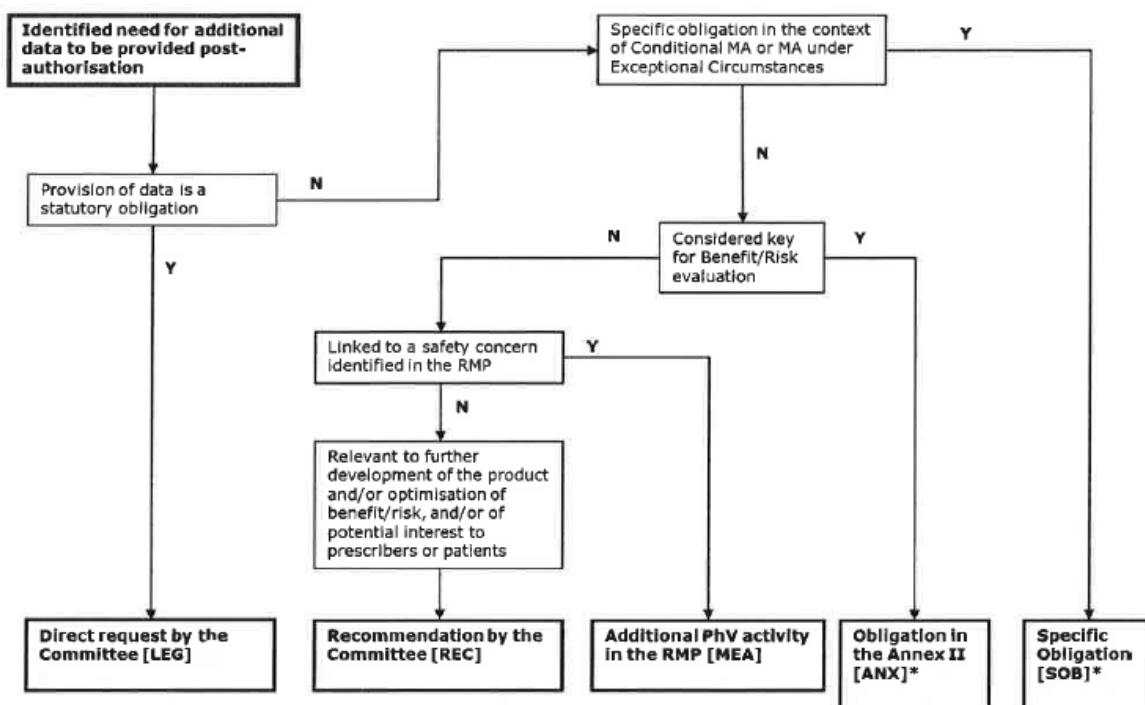 Identified need for additional
data to be provided post-
authorisation
Specific obligation in the context
of Conditional MA or MA under
Exceptional Circumstances
Y
N
Provision of data is a
statutory obligation
N
Y
Considered key
for Benefit/Risk
evaluation
N
Y
Linked to a safety concern
identified in the RMP
Y
N
Relevant to further
development of the product
and/or optimisation of
benefit/risk, and/or of
potential interest to
prescribers or patients
Direct request by the
Committee [LEG]
Recommendation by the
Committee [REC]
Additional PhV activity
in the RMP [MEA]
Obligation in
the Annex II
[ANX]*
Specific
Obligation
[SOB]*